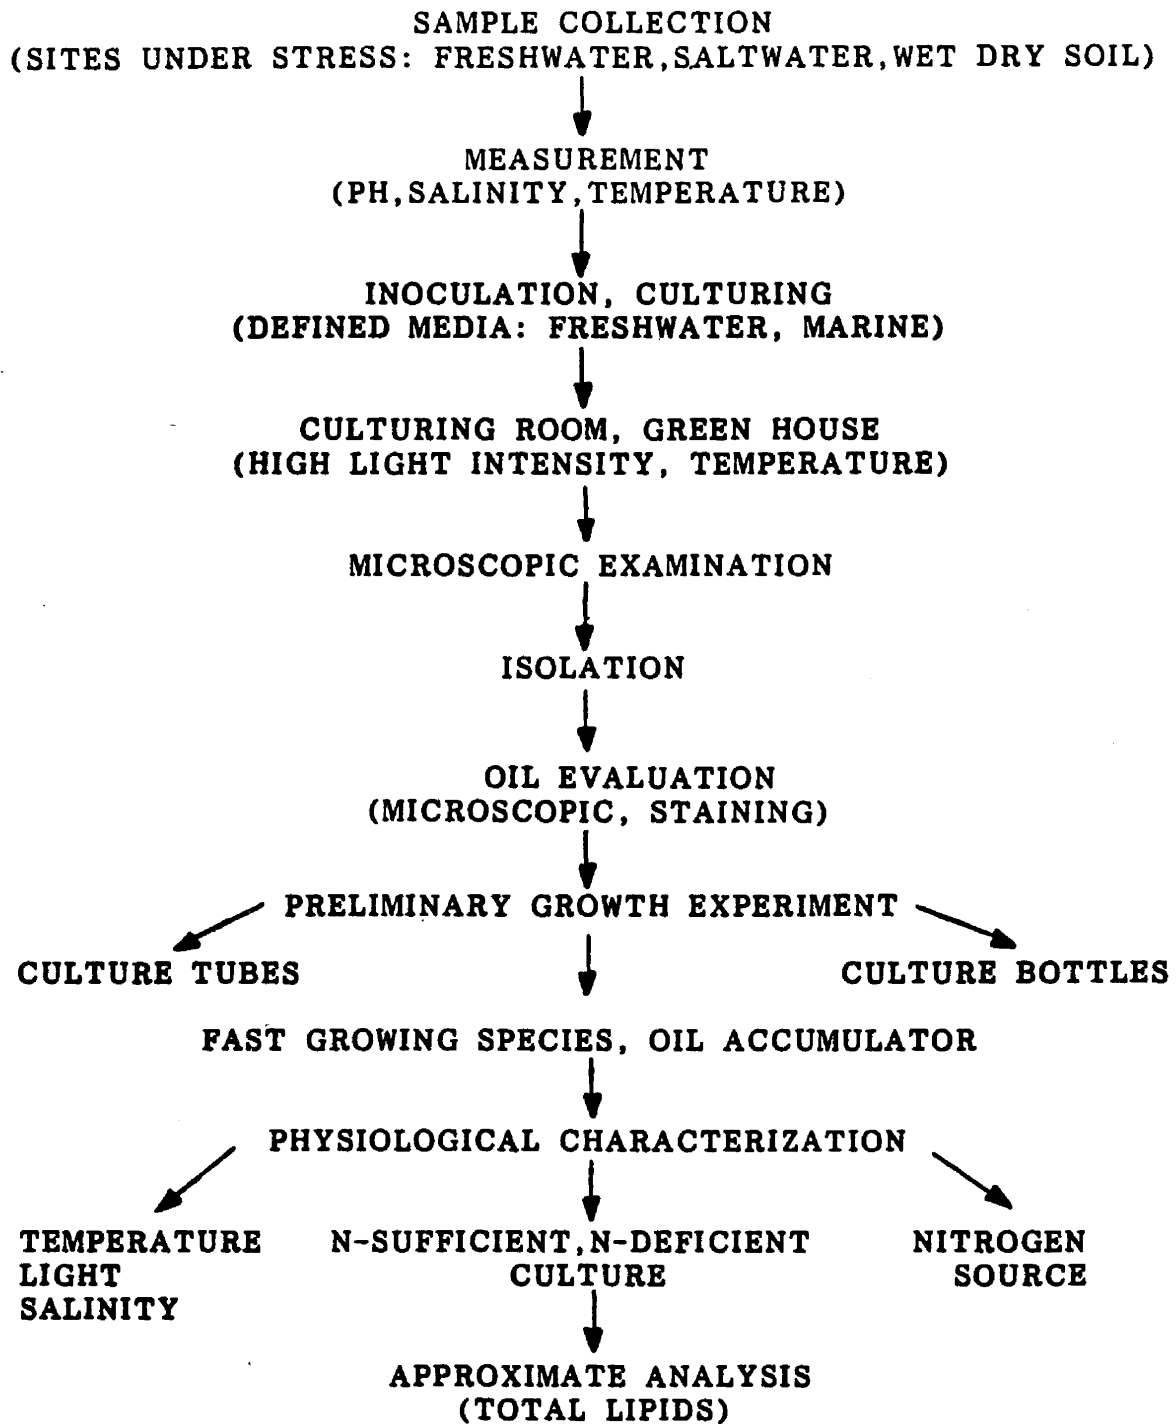 SAMPLE COLLECTION
(SITES UNDER STRESS: FRESHWATER,SALTWATER,WET DRY SOIL)
MEASUREMENT
(PH,SALINITY,TEMPERATURE)
INOCULATION, CULTURING
(DEFINED MEDIA: FRESHWATER, MARINE)
CULTURING ROOM, GREEN HOUSE
(HIGH LIGHT INTENSITY, TEMPERATURE)
MICROSCOPIC EXAMINATION
ISOLATION
OIL EVALUATION
(MICROSCOPIC, STAINING)
PRELIMINARY GROWTH EXPERIMENT
CULTURE TUBES
CULTURE BOTTLES
FAST GROWING SPECIES, OIL ACCUMULATOR
PHYSIOLOGICAL CHARACTERIZATION
TEMPERATURE
LIGHT
SALINITY
N-SUFFICIENT,N-DEFICIENT
CULTURE
NITROGEN
SOURCE
APPROXIMATE ANALYSIS
(TOTAL LIPIDS)